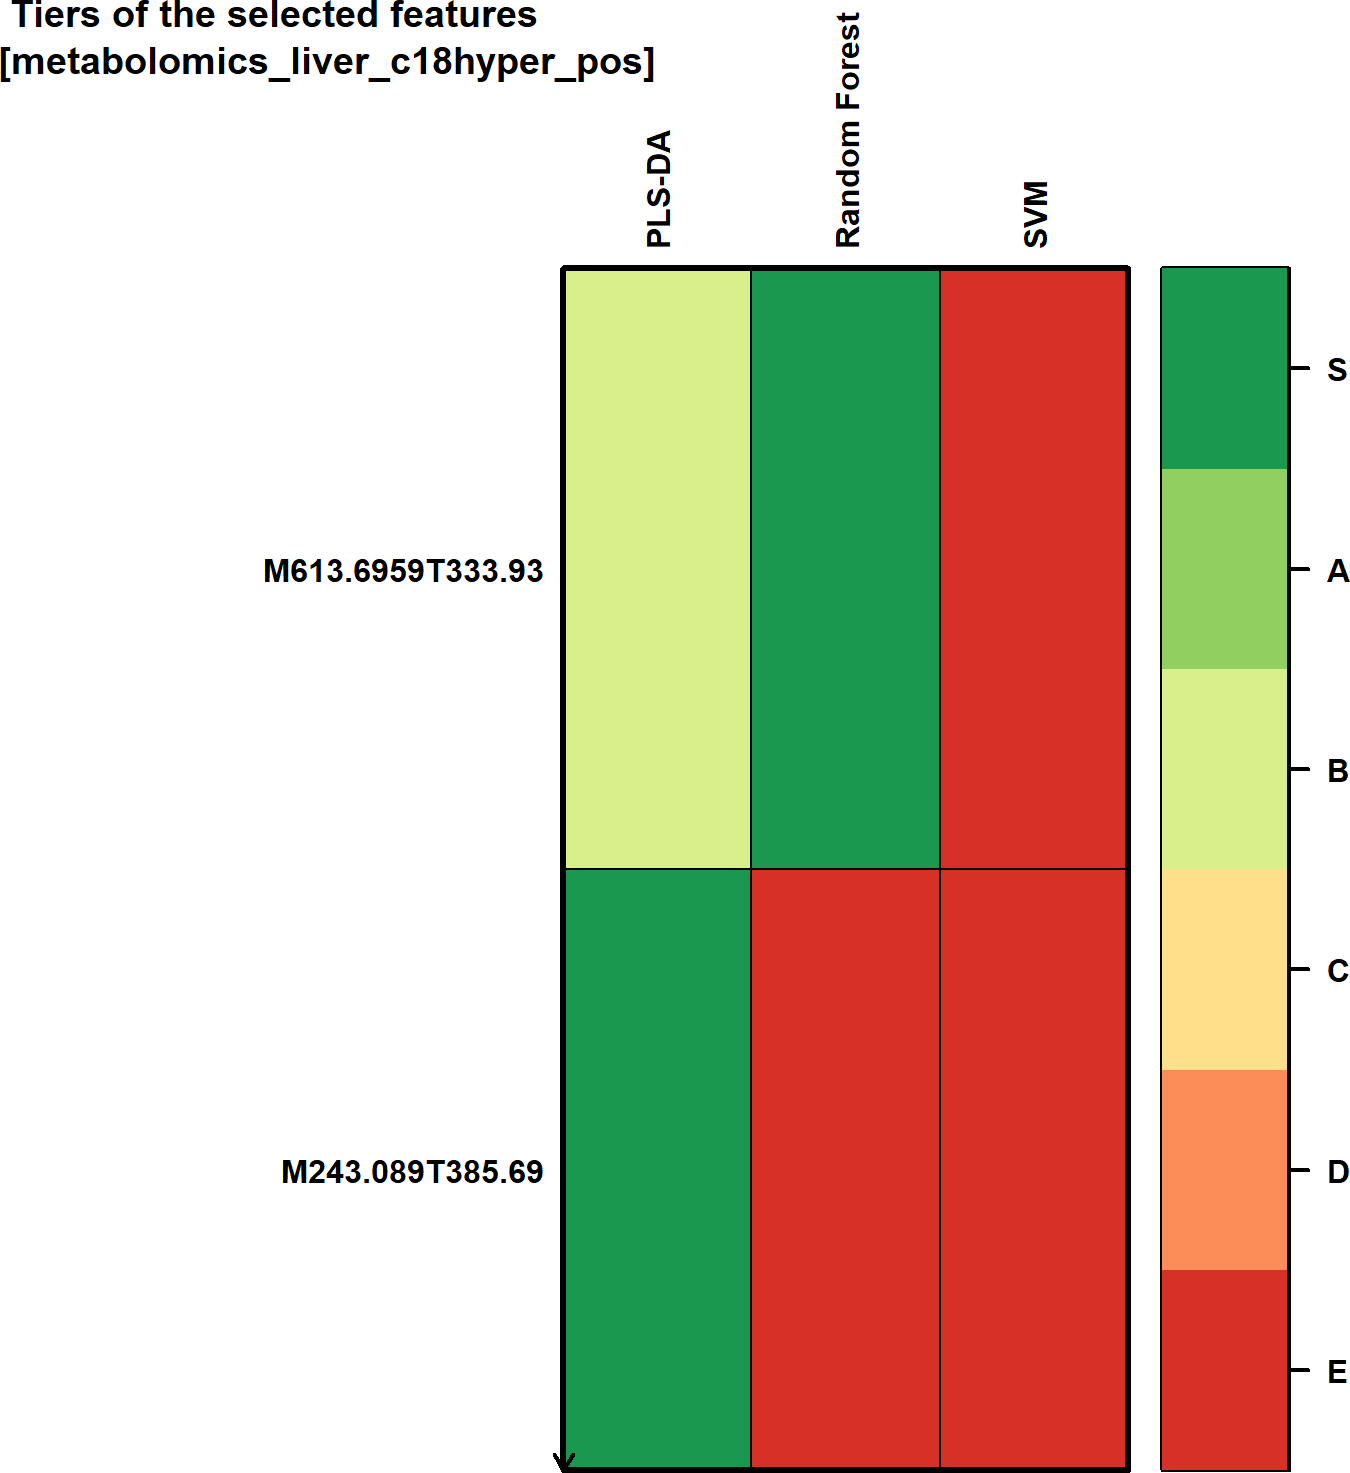 Tiers of the selected features
[metabolomics_liver_c18hyper_pos]
PLS-DA
Random Forest
SVM
M613.6959T333.93
M243.089T385.69
S
A
B
C
D
E